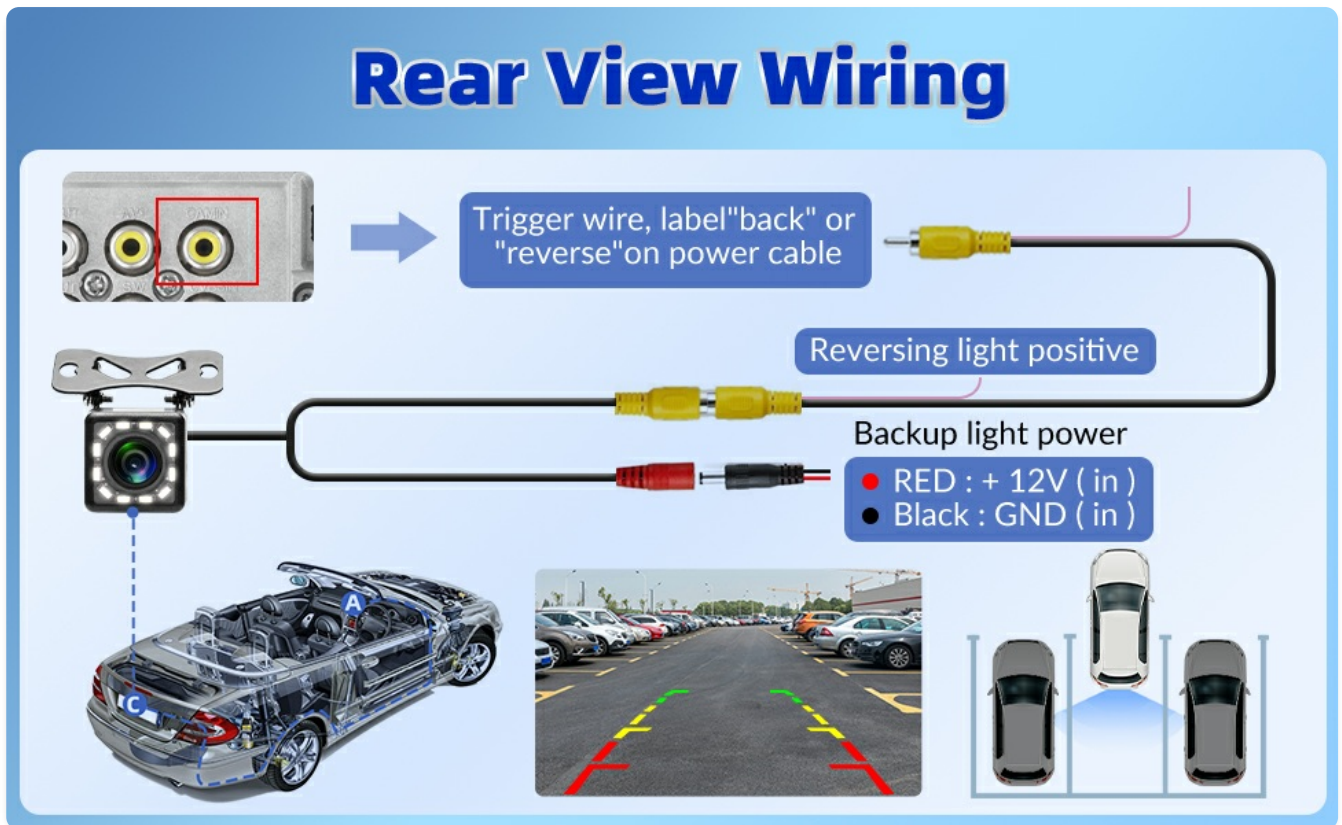 Rear View Wiring
Trigger wire, label"back" or
"reverse"on power cable
Reversing light positive
Backup light power
RED : + 12V ( in )
Black : GND ( in )
A
C